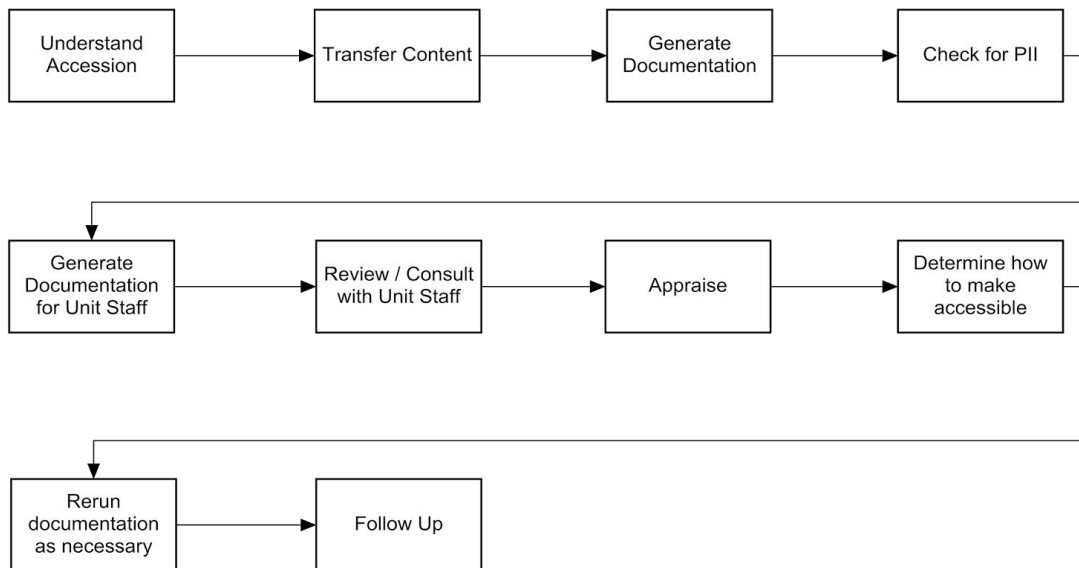 Understand
Accession
Transfer Content
Generate
Documentation
Check for PII
Generate
Documentation
for Unit Staff
Review / Consult
with Unit Staff
Appraise
Determine how
to make
accessible
Rerun
documentation
as necessary
Follow Up